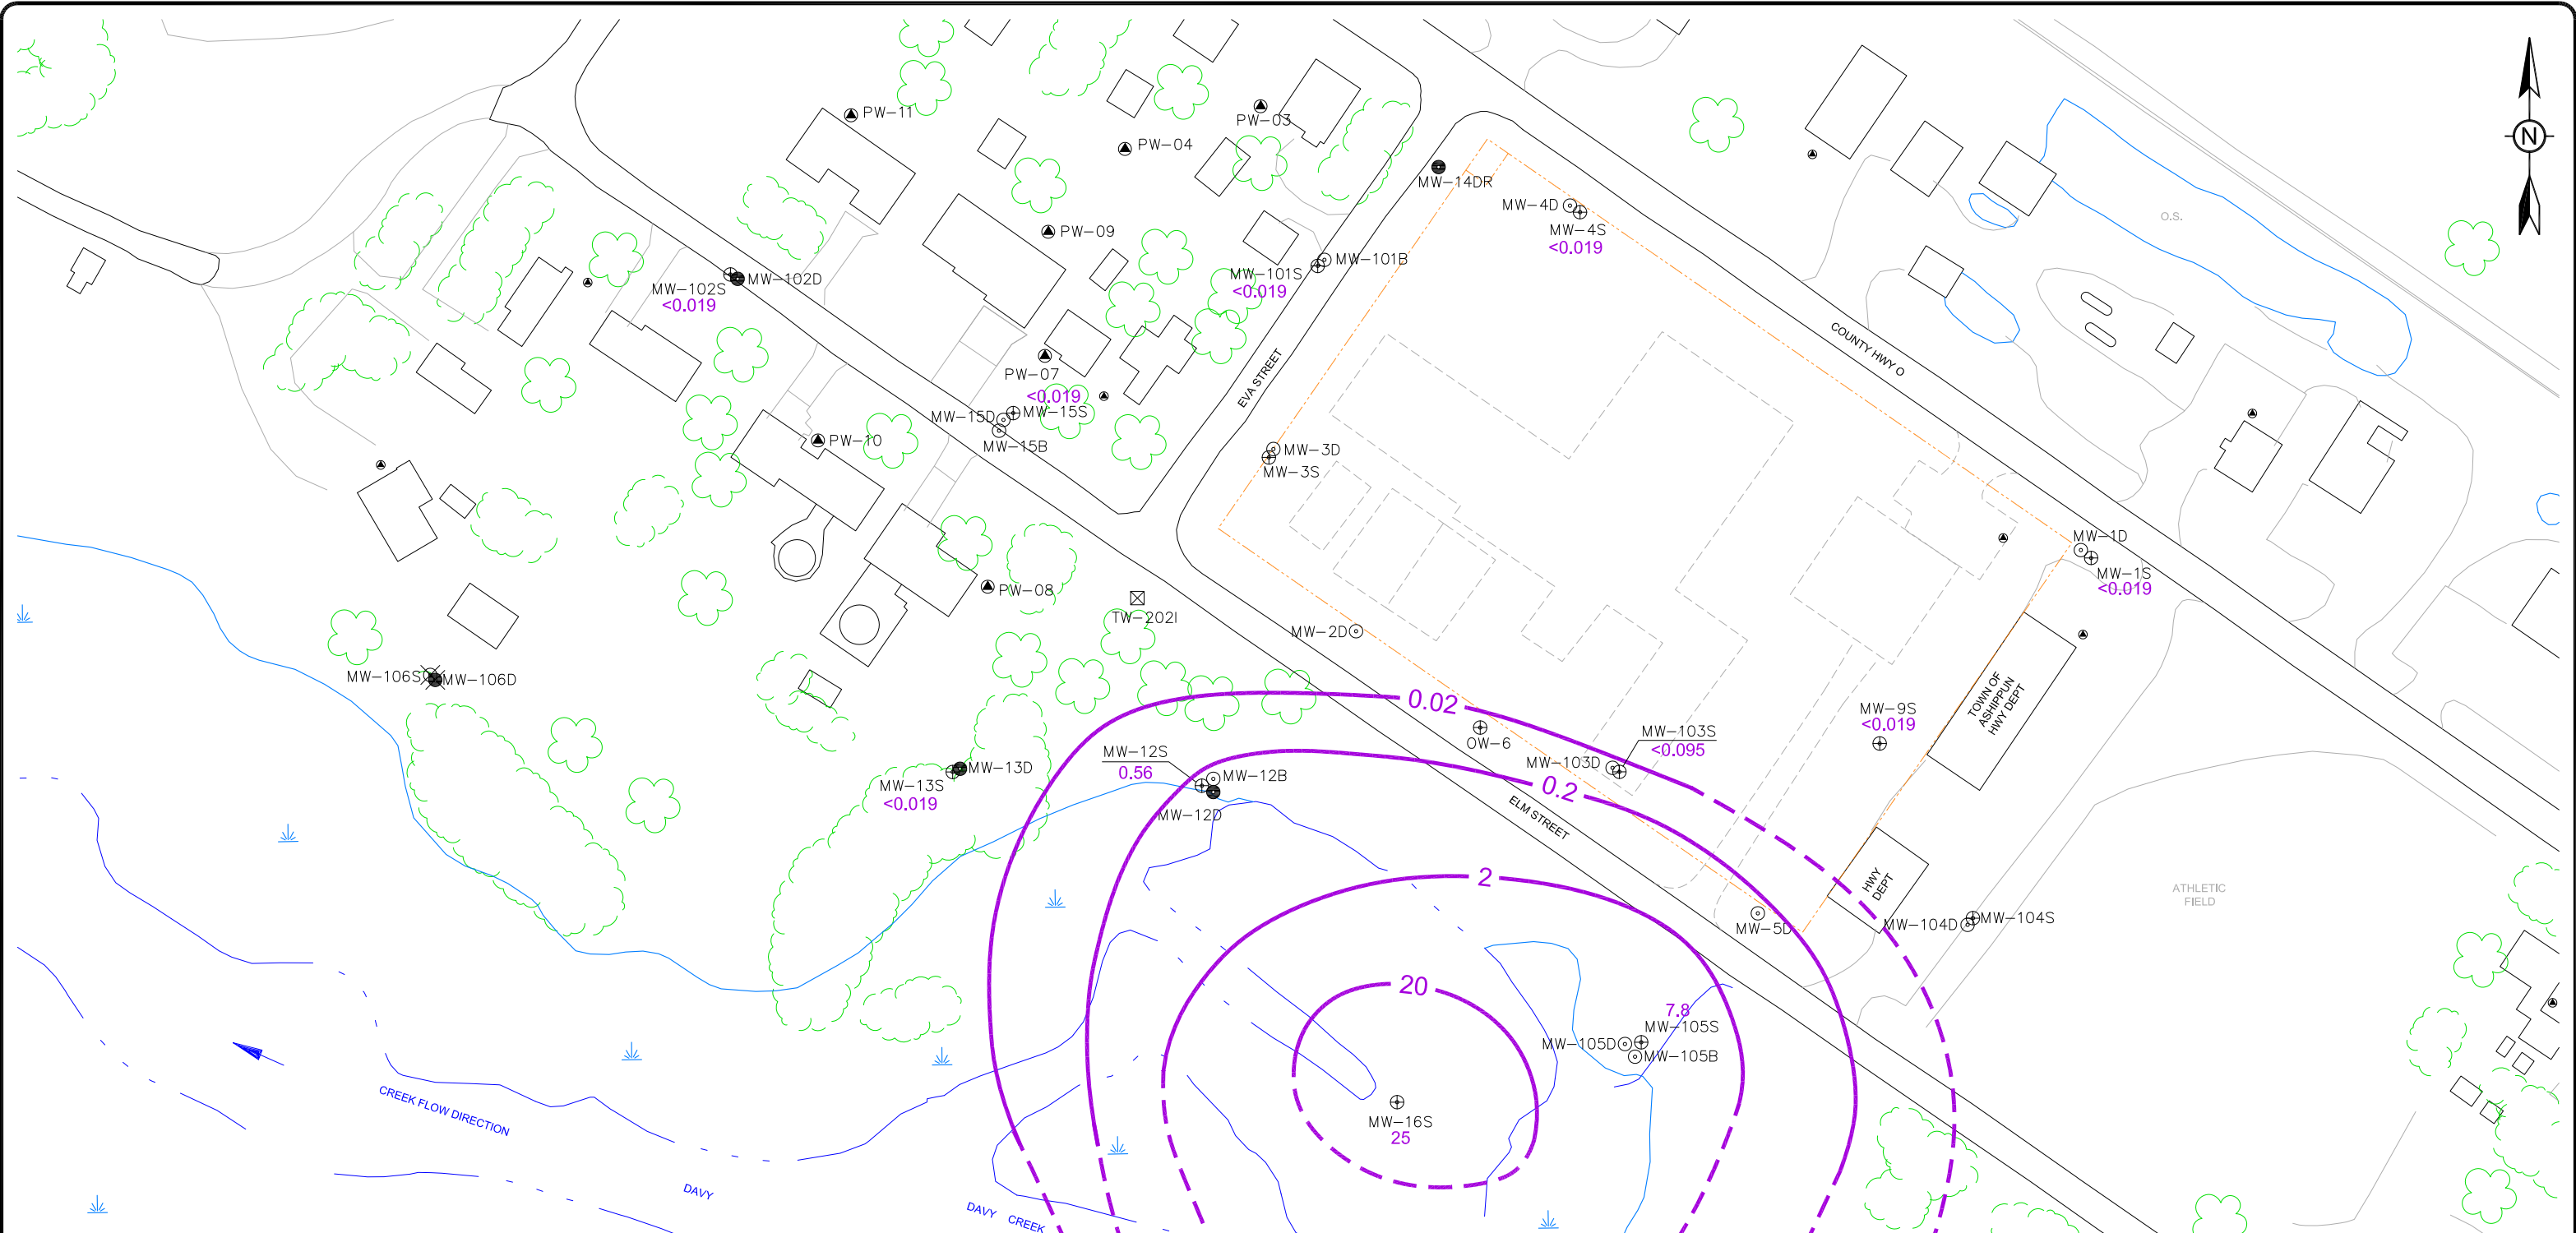 PW-11
PW-03
PW-04
N
MW-14DR
MW-4D
MW-4S
<0.019
O.S.
PW-09
MW-101B
MW-101S
<0.019
MW-102D
MW-102S
<0.019
COUNTY HWY O
EVA STREET
PW-07
<0.019
MW-15D
MW-15S
MW-15B
PW-10
MW-3D
MW-3S
MW-1D
MW-1S
<0.019
PW-08
TW-202I
MW-2D
MW-106S
MW-106D
TOWN OF
ASHIPPUN
HWY DEPT
0.02
MW-9S
<0.019
OW-6
MW-103S
<0.095
MW-103D
MW-12S
0.56
MW-12B
MW-12D
MW-13D
MW-13S
<0.019
0.2
ELM STREET
2
HWY
DEPT
ATHLETIC
FIELD
MW-5D
MW-104D
MW-104S
20
7.8
MW-105S
MW-105D
MW-105B
MW-16S
25
CREEK FLOW DIRECTION
DAVY
DAVY CREEK